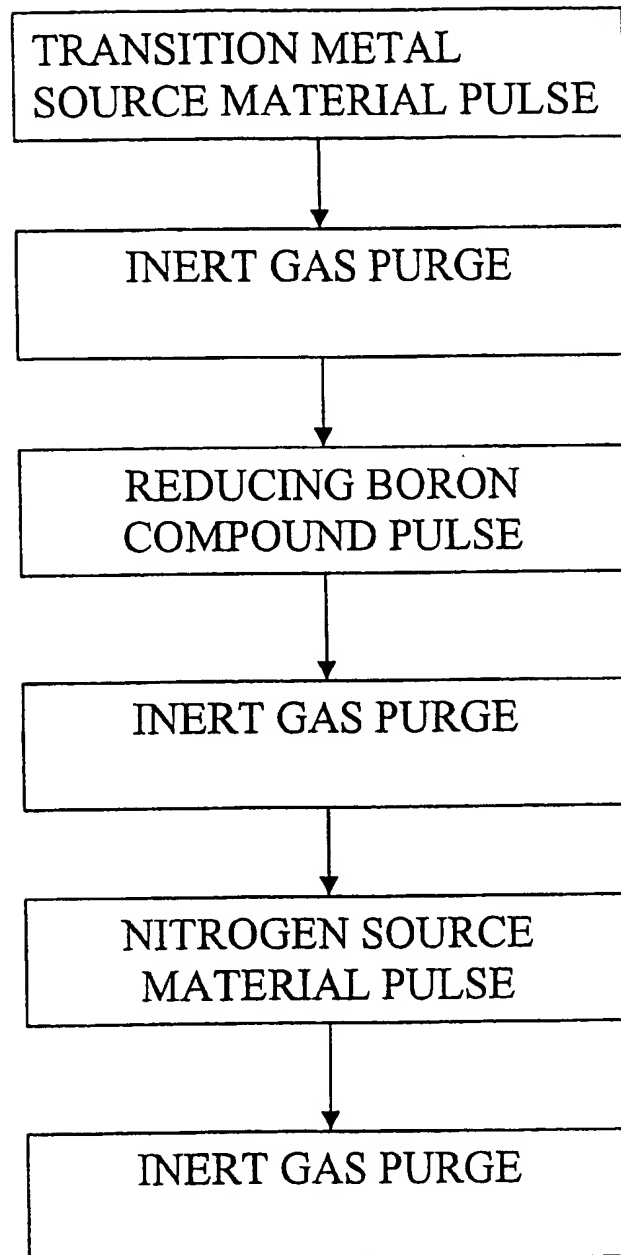 TRANSITION METAL
SOURCE MATERIAL PULSE
INERT GAS PURGE
REDUCING BORON
COMPOUND PULSE
INERT GAS PURGE
NITROGEN SOURCE
MATERIAL PULSE
INERT GAS PURGE